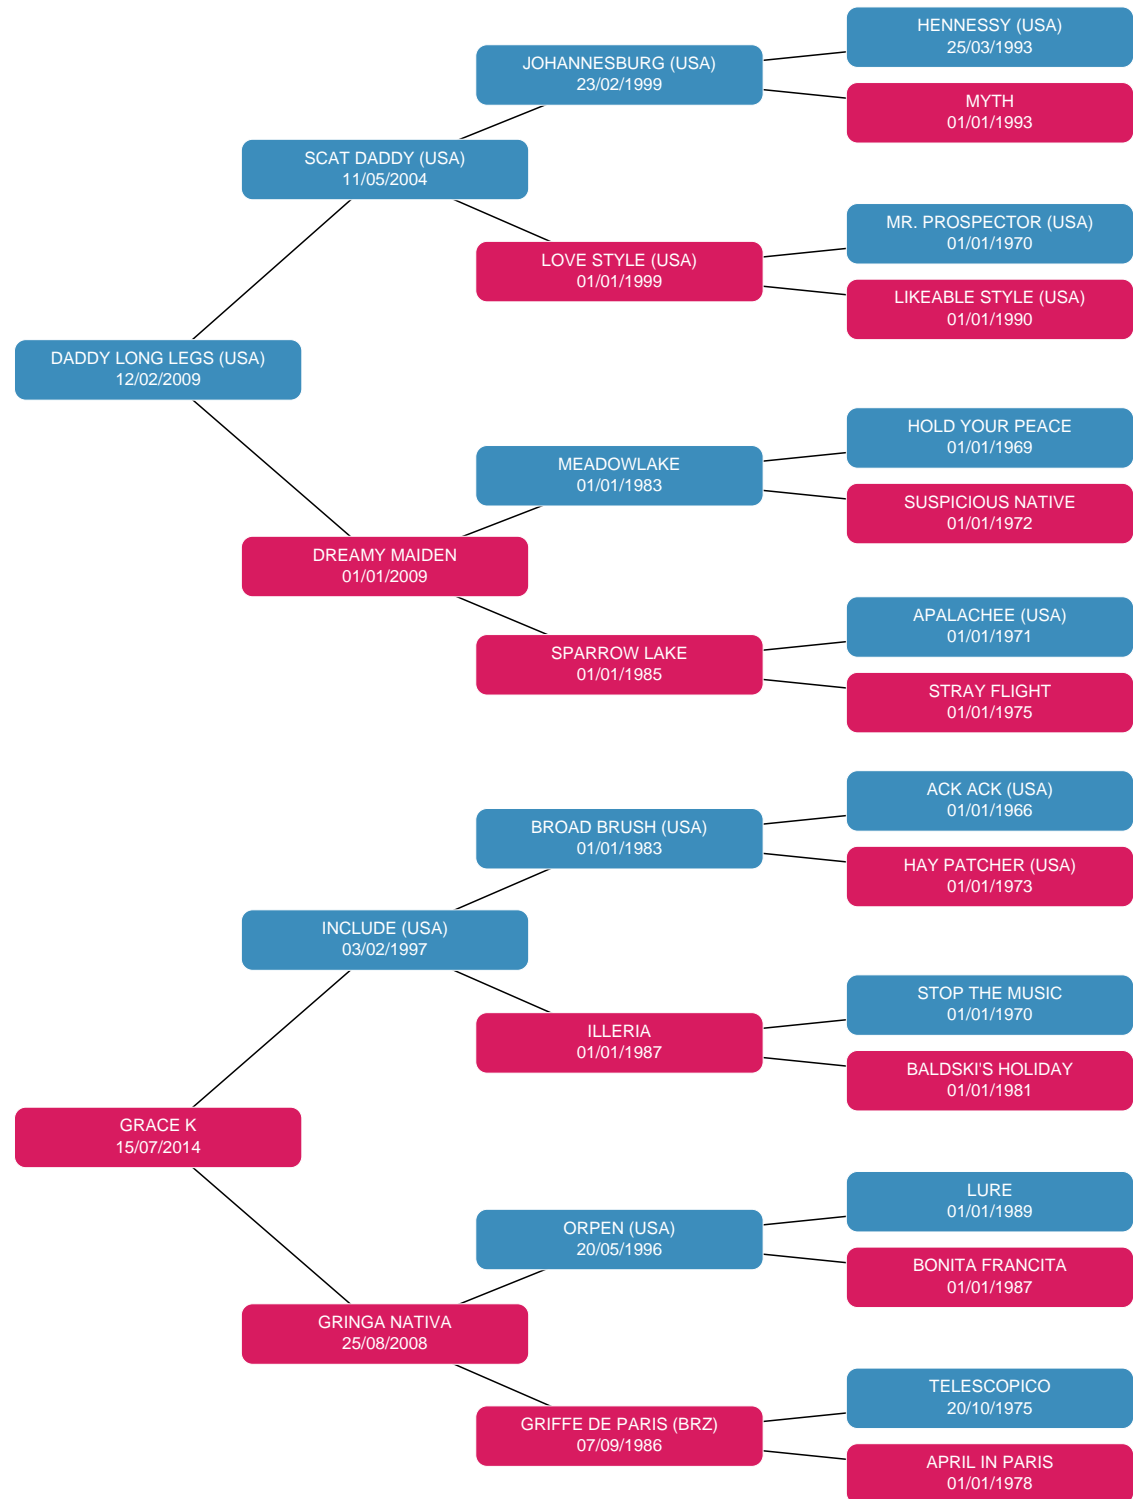 HENNESSY (USA)
25/03/1993
JOHANNESBURG (USA)
23/02/1999
MYTH
01/01/1993
SCAT DADDY (USA)
11/05/2004
MR. PROSPECTOR (USA)
01/01/1970
LOVE STYLE (USA)
01/01/1999
LIKEABLE STYLE (USA)
01/01/1990
DADDY LONG LEGS (USA)
12/02/2009
HOLD YOUR PEACE
01/01/1969
MEADOWLAKE
01/01/1983
SUSPICIOUS NATIVE
01/01/1972
DREAMY MAIDEN
01/01/2009
APALACHEE (USA)
01/01/1971
SPARROW LAKE
01/01/1985
STRAY FLIGHT
01/01/1975
ACK ACK (USA)
01/01/1966
BROAD BRUSH (USA)
01/01/1983
HAY PATCHER (USA)
01/01/1973
INCLUDE (USA)
03/02/1997
STOP THE MUSIC
01/01/1970
ILLERIA
01/01/1987
BALDSKI'S HOLIDAY
01/01/1981
GRACE K
15/07/2014
LURE
01/01/1989
ORPEN (USA)
20/05/1996
BONITA FRANCITA
01/01/1987
GRINGA NATIVA
25/08/2008
TELESCOPICO
20/10/1975
GRIFFE DE PARIS (BRZ)
07/09/1986
APRIL IN PARIS
01/01/1978